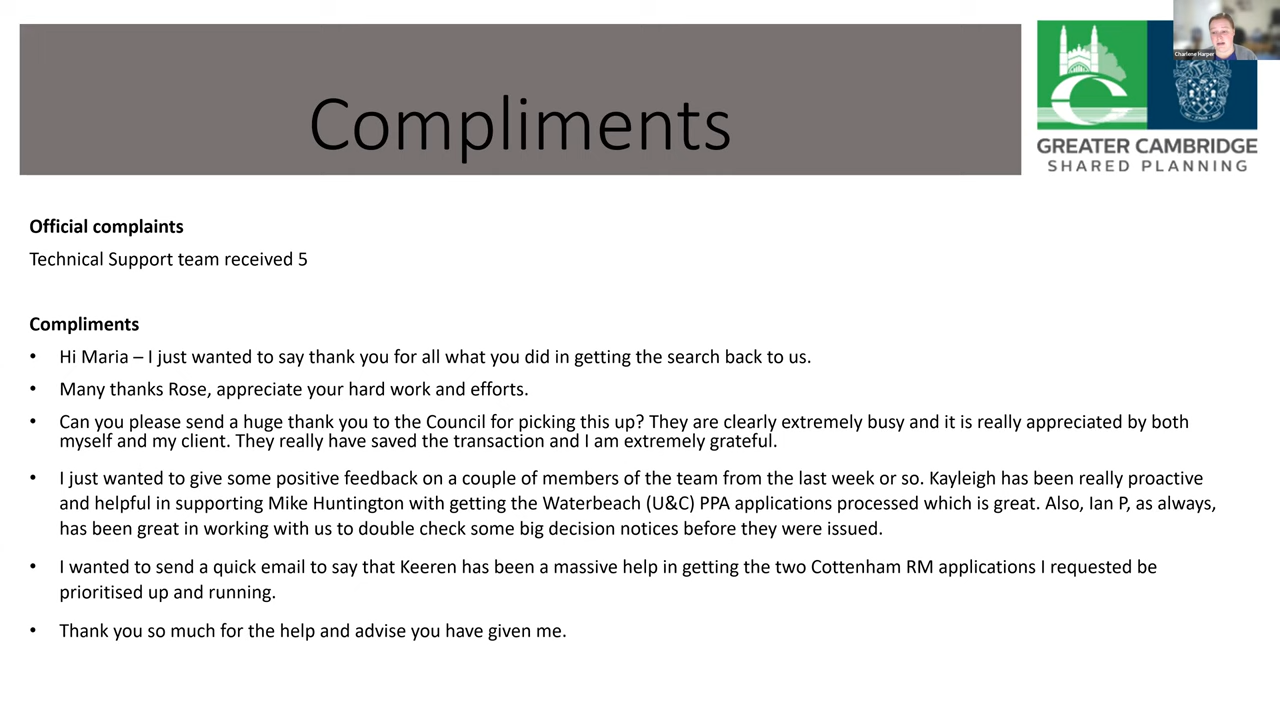 Compliments
Charlene Harper
GREATER CAMBRIDGE
SHARED PLANNING
Official complaints
Technical Support team received 5
Compliments
• Hi Maria – I just wanted to say thank you for all what you did in getting the search back to us.
• Many thanks Rose, appreciate your hard work and efforts.
• Can you please send a huge thank you to the Council for picking this up? They are clearly extremely busy and it is really appreciated by both
myself and my client. They really have saved the transaction and I am extremely grateful.
• I just wanted to give some positive feedback on a couple of members of the team from the last week or so. Kayleigh has been really proactive
and helpful in supporting Mike Huntington with getting the Waterbeach (U&C) PPA applications processed which is great. Also, Ian P, as always,
has been great in working with us to double check some big decision notices before they were issued.
• I wanted to send a quick email to say that Keeren has been a massive help in getting the two Cottenham RM applications I requested be
prioritised up and running.
• Thank you so much for the help and advise you have given me.